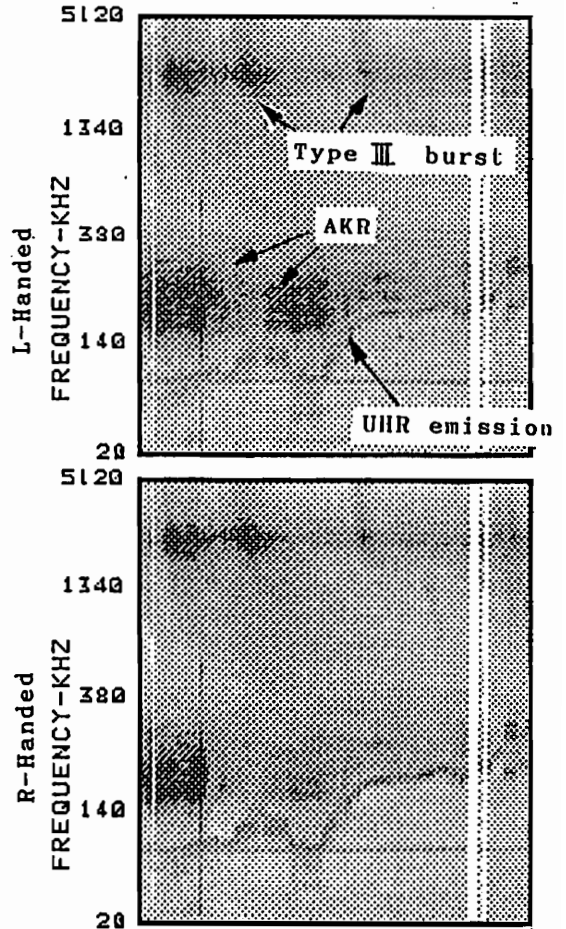 5120
1340
Type III burst
330
AKR
L-Handed
FREQUENCY-KHZ
140
UHR emission
20
5120
1340
380
R-Handed
FREQUENCY-KHZ
140
20